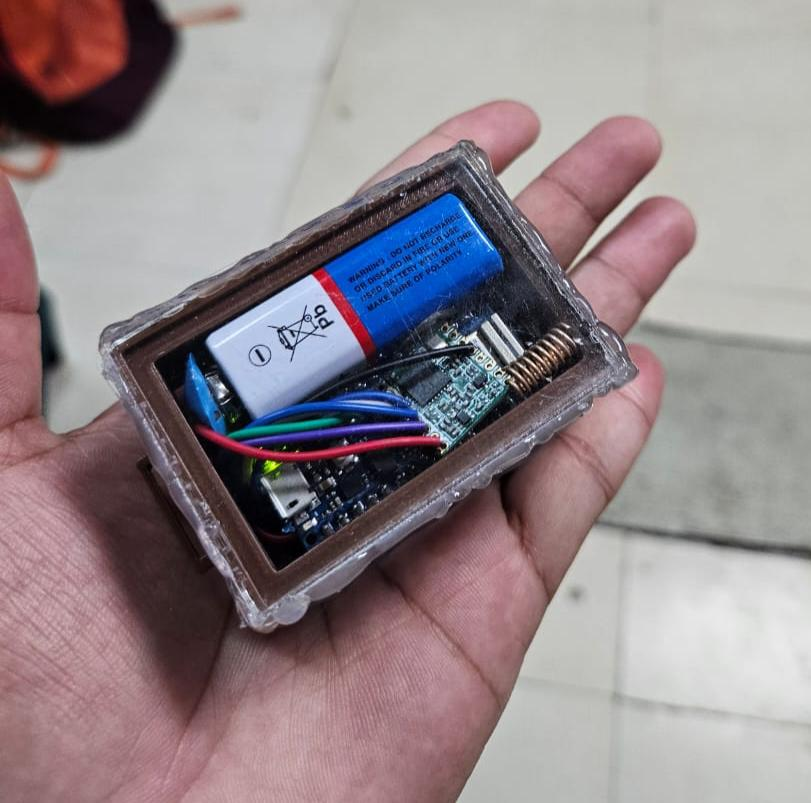 WARNING : DO NOT RECHARGE
OR DISCARD IN FIRE OR USE
USED BATTERY WITH NEW ONE
MAKE SURE OF POLARITY
Pb